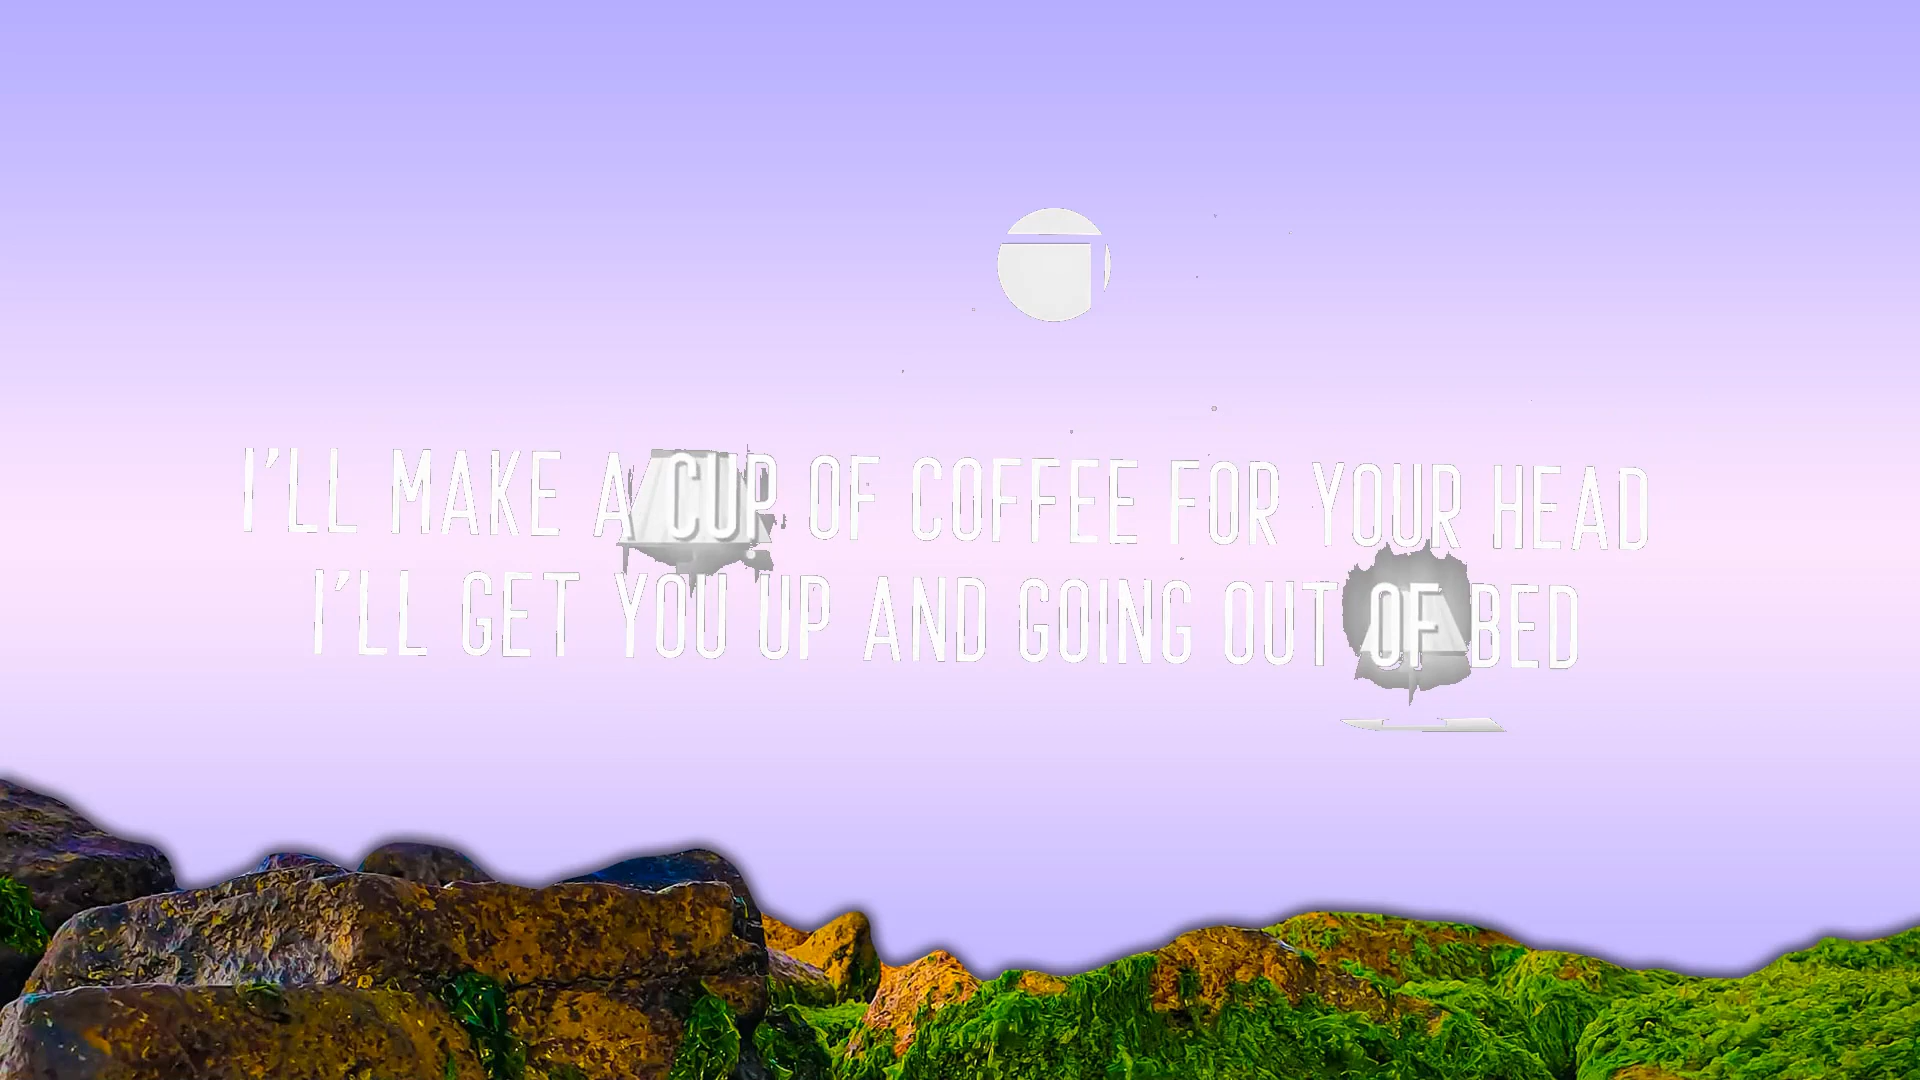 I'LL MAKE A CUP OF COFFEE FOR YOUR HEAD
I'LL GET YOU UP AND GOING OUT OF BED